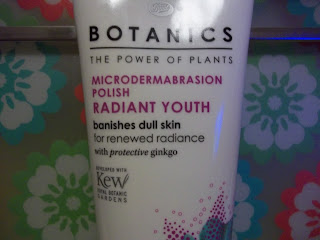 BOTANICS
THE POWER OF PLANTS
MICRODERMABRASION
POLISH
RADIANT YOUTH
banishes dull skin
for renewed radiance
with protective ginkgo
DEVELOPED WITH
Kew
ROYAL BOTANIC
GARDENS